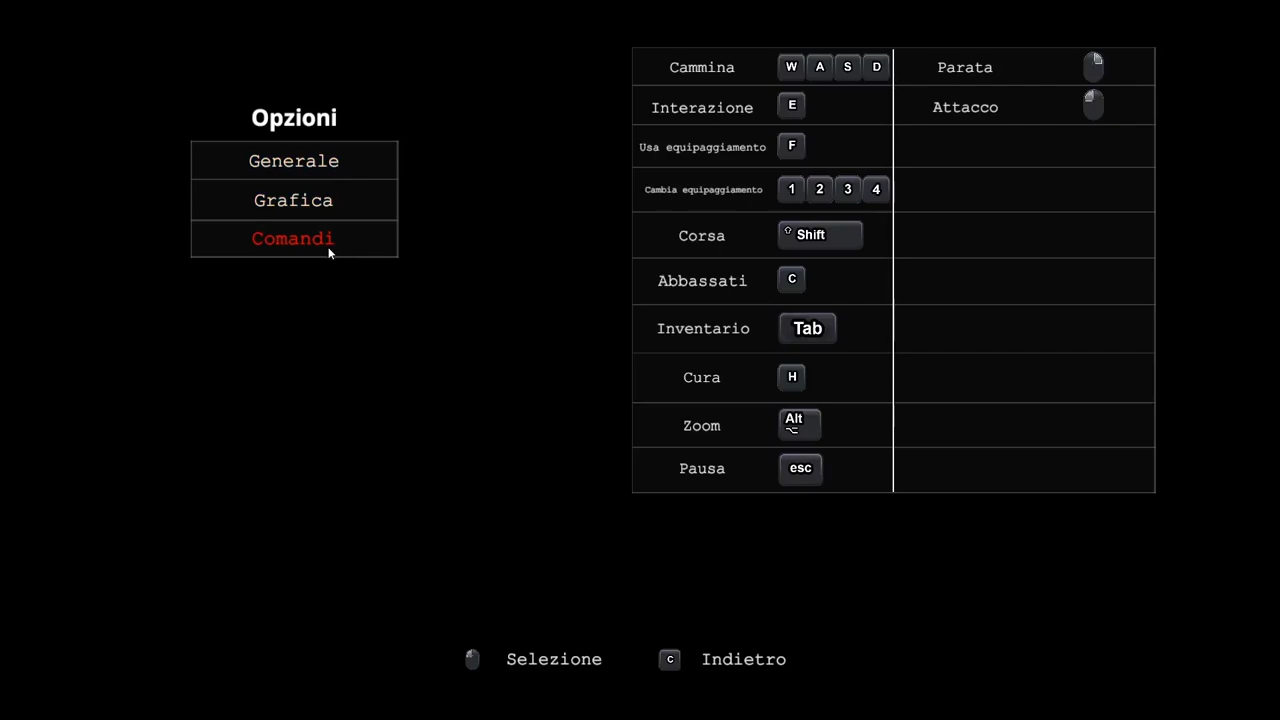 Opzioni
Generale
Grafica
Comandi
Cammina W A S D Parata
Interazione E Attacco
Usa equipaggiamento F
Cambia equipaggiamento 1 2 3 4
Corsa ⇧ Shift
Abbassati C
Inventario Tab
Cura H
Zoom Alt ⌥
Pausa esc
Selezione C Indietro